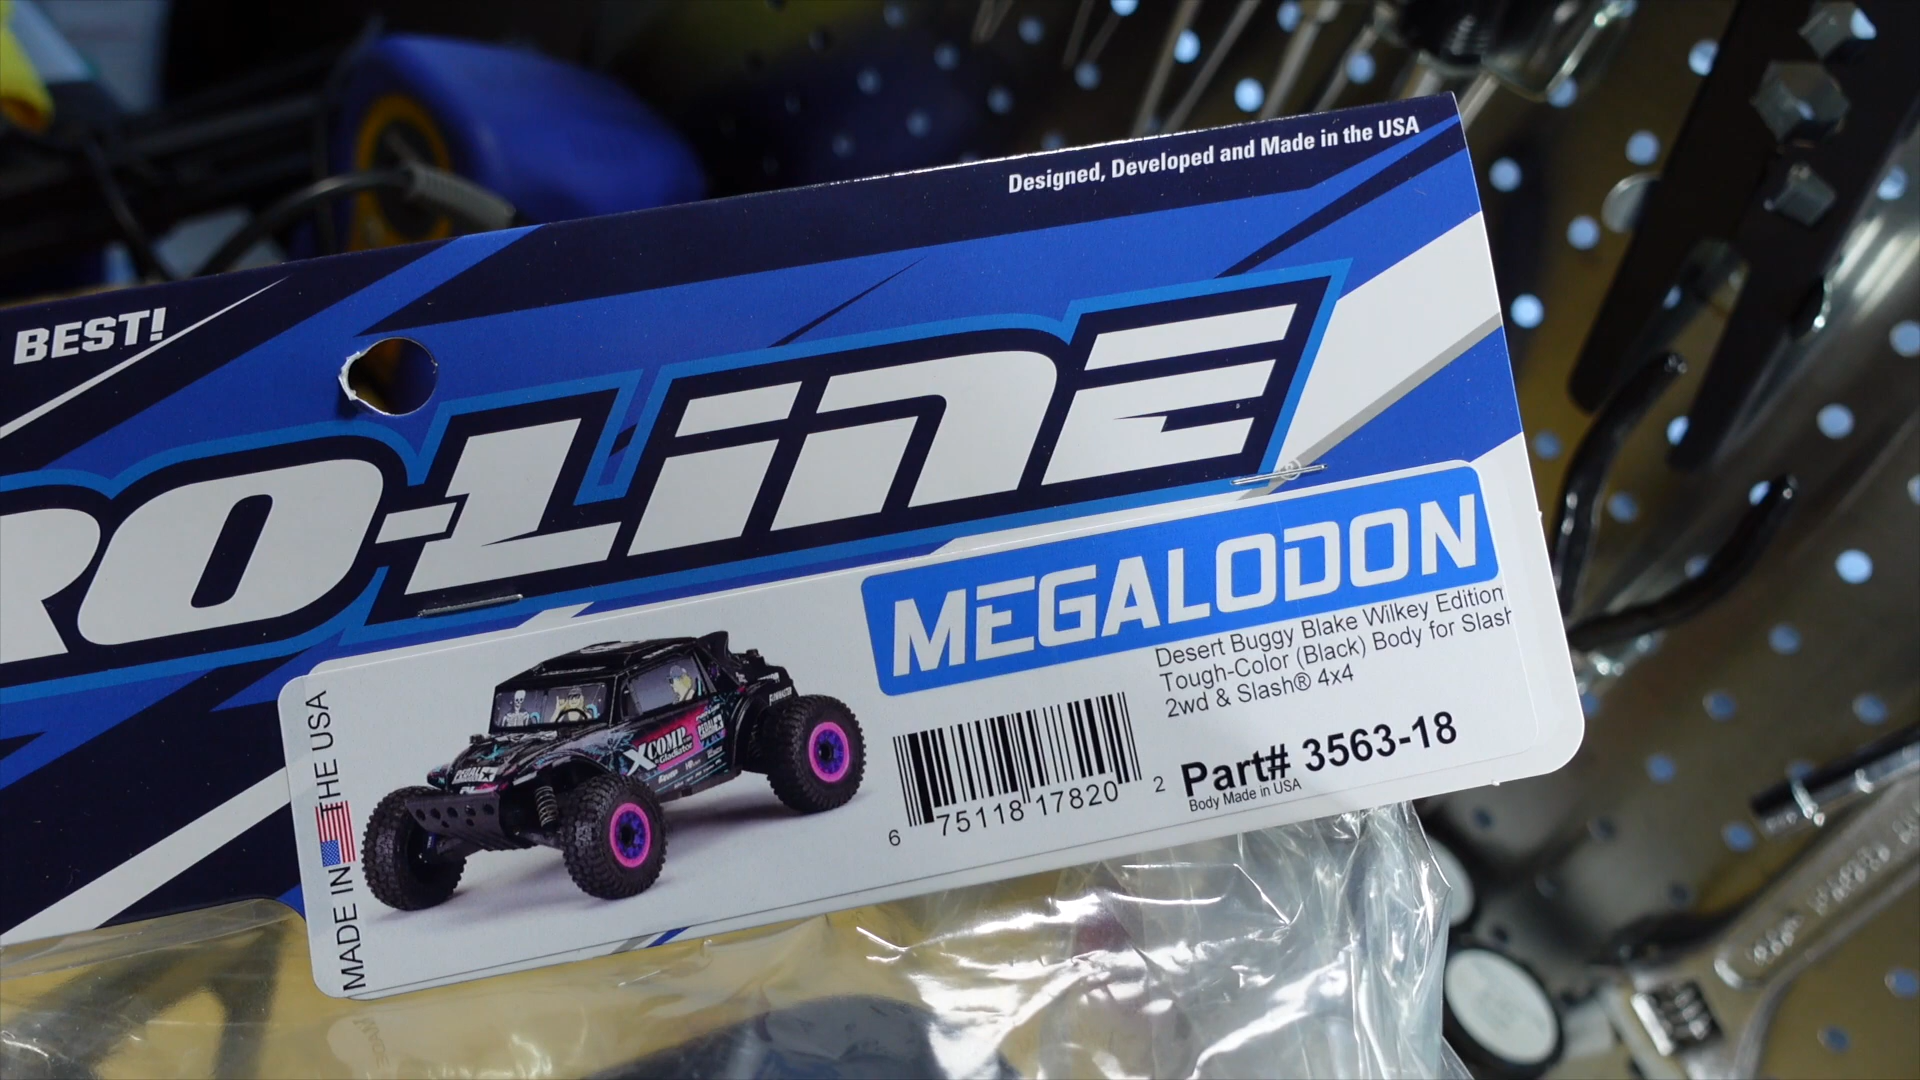 Designed, Developed and Made in the USA
BEST!
RO-LINE
MEGALODON
Desert Buggy Blake Wilkey Edition
Tough-Color (Black) Body for Slash
2wd & Slash® 4x4
Part# 3563-18
Body Made in USA
6 75118 17820 2
MADE IN THE USA
XCOMP
Gladiator